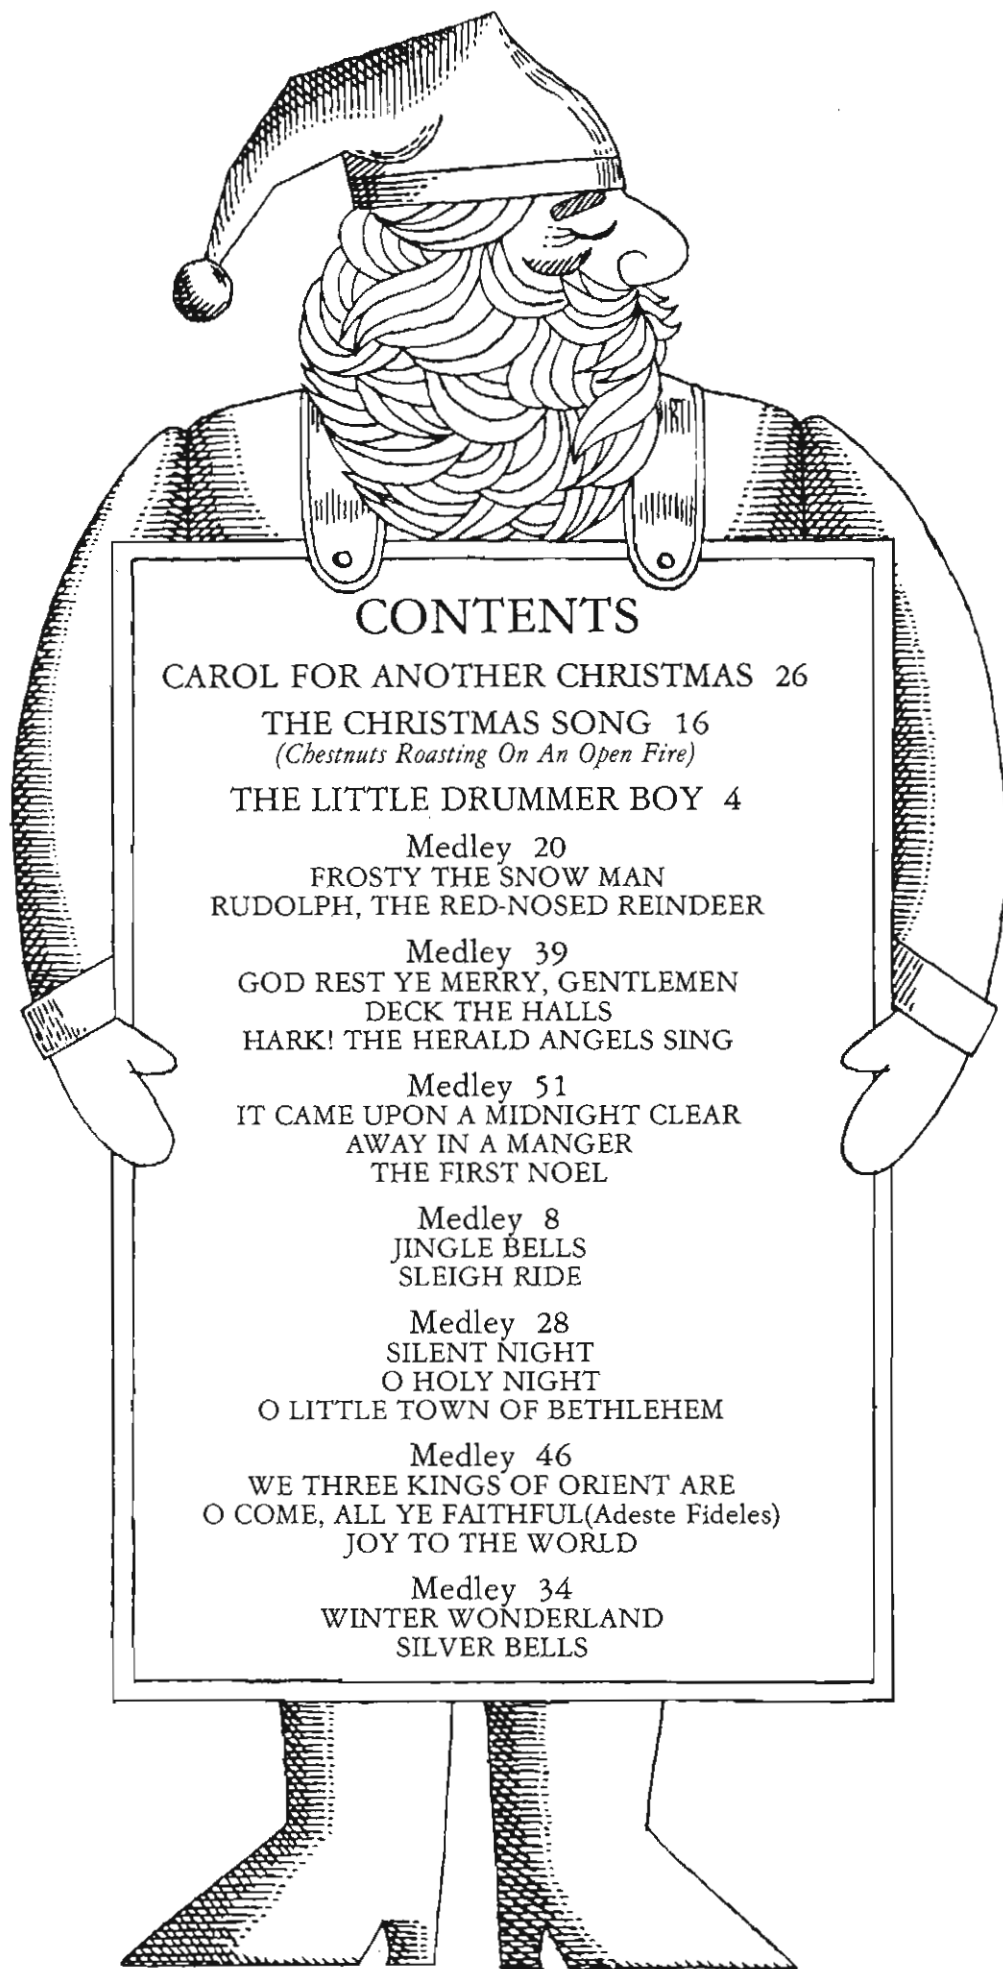 CONTENTS
CAROL FOR ANOTHER CHRISTMAS 26
THE CHRISTMAS SONG 16
(Chestnuts Roasting On An Open Fire)
THE LITTLE DRUMMER BOY 4
Medley 20
FROSTY THE SNOW MAN
RUDOLPH, THE RED-NOSED REINDEER
Medley 39
GOD REST YE MERRY, GENTLEMEN
DECK THE HALLS
HARK! THE HERALD ANGELS SING
Medley 51
IT CAME UPON A MIDNIGHT CLEAR
AWAY IN A MANGER
THE FIRST NOEL
Medley 8
JINGLE BELLS
SLEIGH RIDE
Medley 28
SILENT NIGHT
O HOLY NIGHT
O LITTLE TOWN OF BETHLEHEM
Medley 46
WE THREE KINGS OF ORIENT ARE
O COME, ALL YE FAITHFUL(Adeste Fideles)
JOY TO THE WORLD
Medley 34
WINTER WONDERLAND
SILVER BELLS